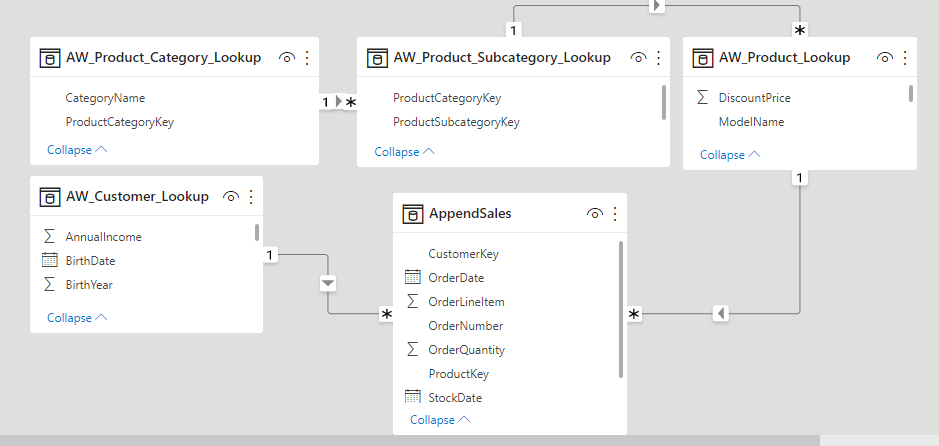 1
*
AW_Product_Category_Lookup
CategoryName
ProductCategoryKey
Collapse
1
*
AW_Product_Subcategory_Lookup
ProductCategoryKey
ProductSubcategoryKey
Collapse
AW_Product_Lookup
Σ DiscountPrice
ModelName
Collapse
1
AW_Customer_Lookup
Σ AnnualIncome
BirthDate
Σ BirthYear
Collapse
1
*
AppendSales
CustomerKey
OrderDate
Σ OrderLineItem
OrderNumber
Σ OrderQuantity
ProductKey
StockDate
Collapse
*